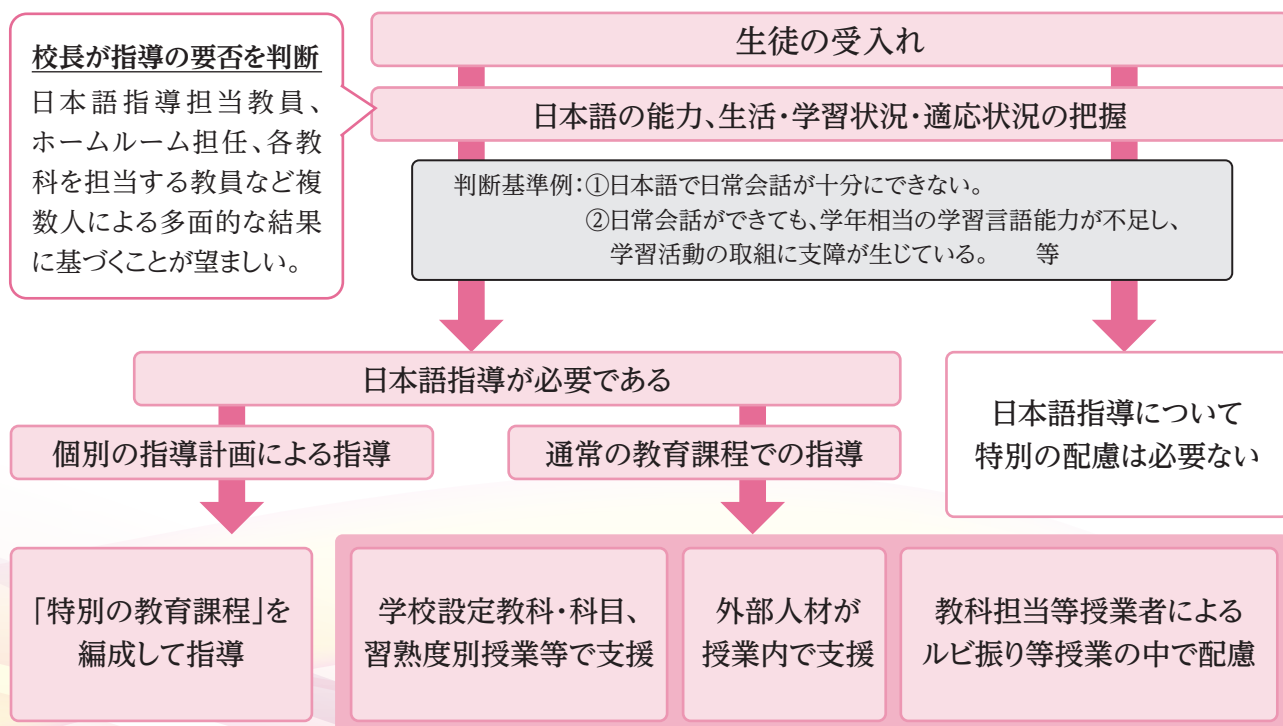 生徒の受入れ
校長が指導の要否を判断
日本語指導担当教員、
ホームルーム担任、各教
科を担当する教員など複
数人による多面的な結果
に基づくことが望ましい。
日本語の能力、生活・学習状況・適応状況の把握
判断基準例:①日本語で日常会話が十分にできない。
②日常会話ができても、学年相当の学習言語能力が不足し、
学習活動の取組に支障が生じている。　等
日本語指導が必要である
日本語指導について
特別の配慮は必要ない
個別の指導計画による指導
通常の教育課程での指導
「特別の教育課程」を
編成して指導
学校設定教科・科目、
習熟度別授業等で支援
外部人材が
授業内で支援
教科担当等授業者による
ルビ振り等授業の中で配慮